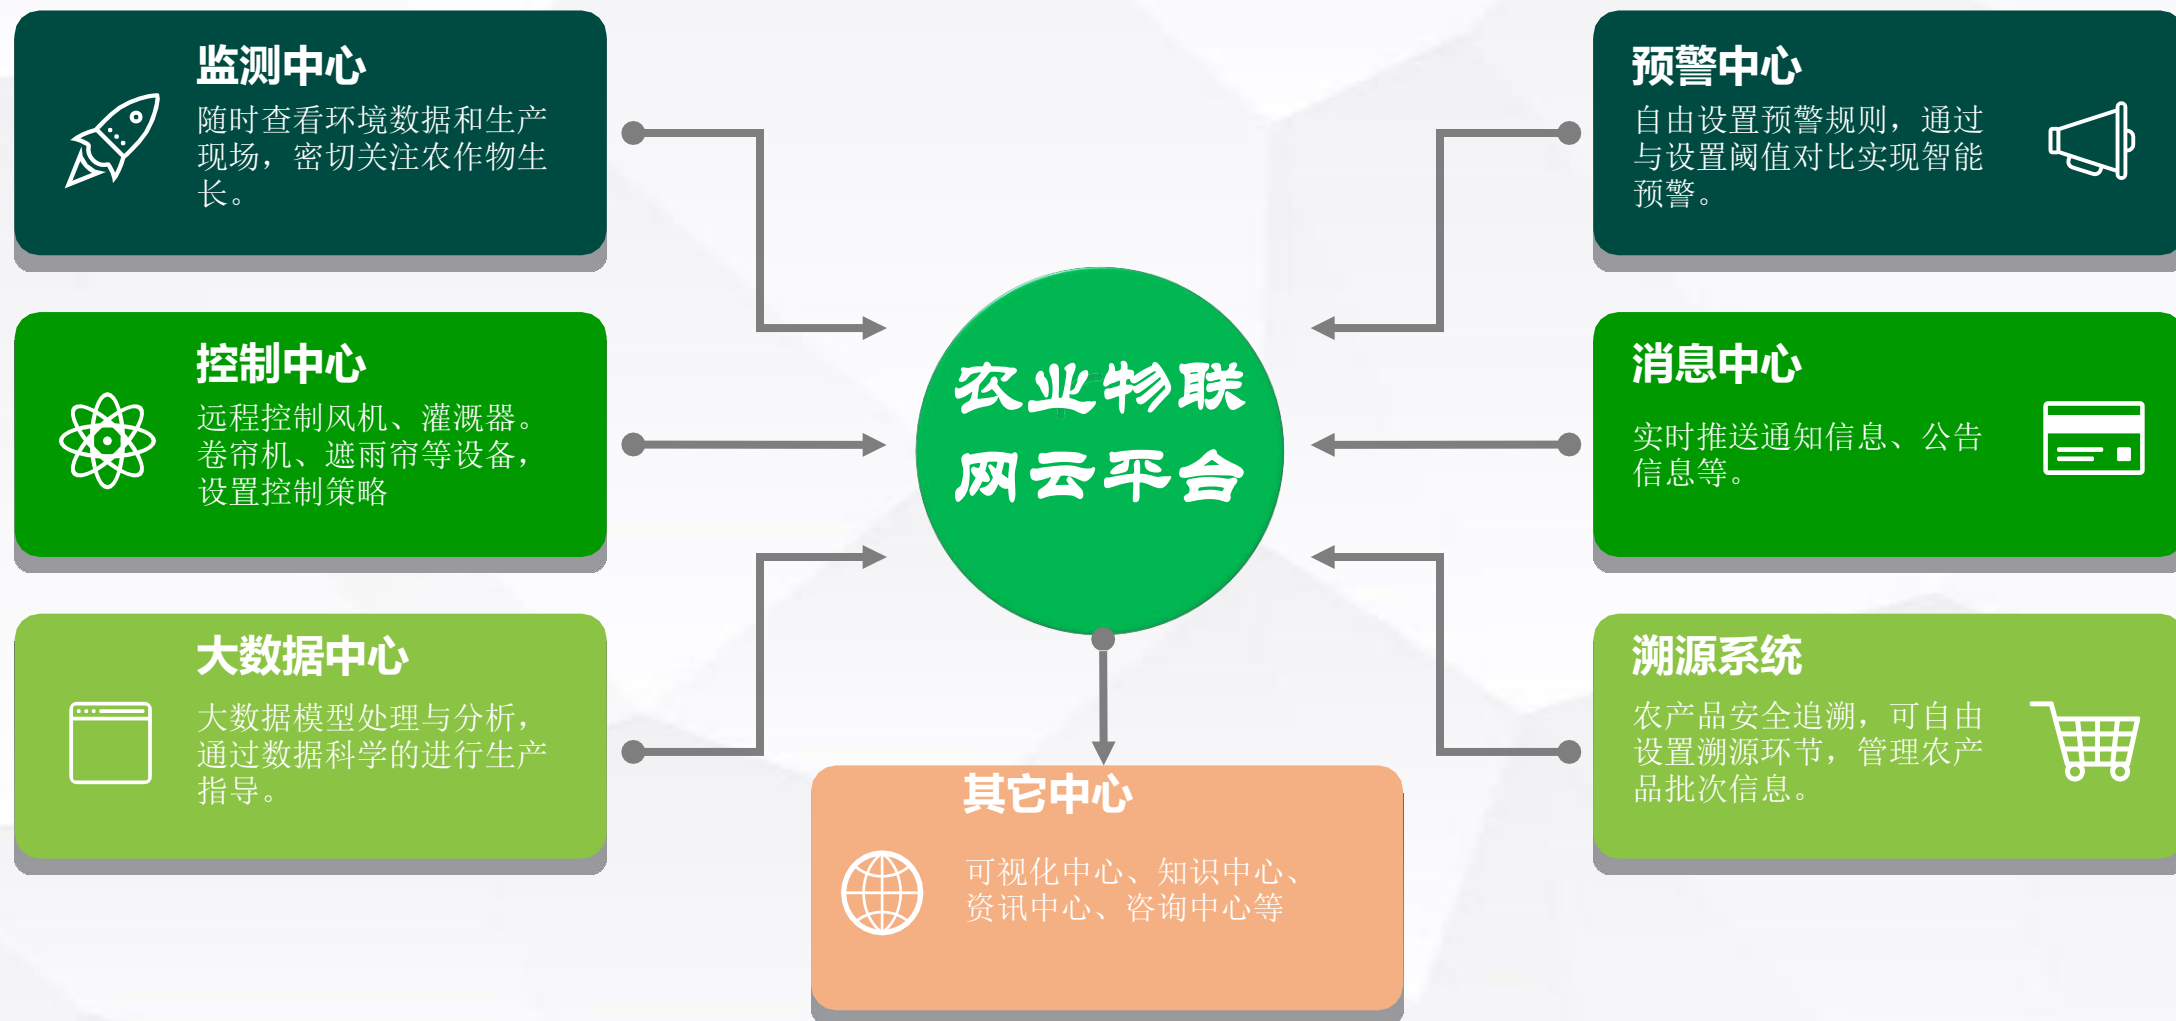 监测中心
随时查看环境数据和生产
现场，密切关注农作物生
长。
控制中心
远程控制风机、灌溉器。
卷帘机、遮雨帘等设备，
设置控制策略
大数据中心
大数据模型处理与分析，
通过数据科学的进行生产
指导。
农业物联
网云平台
其它中心
可视化中心、知识中心、
资讯中心、咨询中心等
预警中心
自由设置预警规则，通过
与设置阈值对比实现智能
预警。
消息中心
实时推送通知信息、公告
信息等。
溯源系统
农产品安全追溯，可自由
设置溯源环节，管理农产
品批次信息。